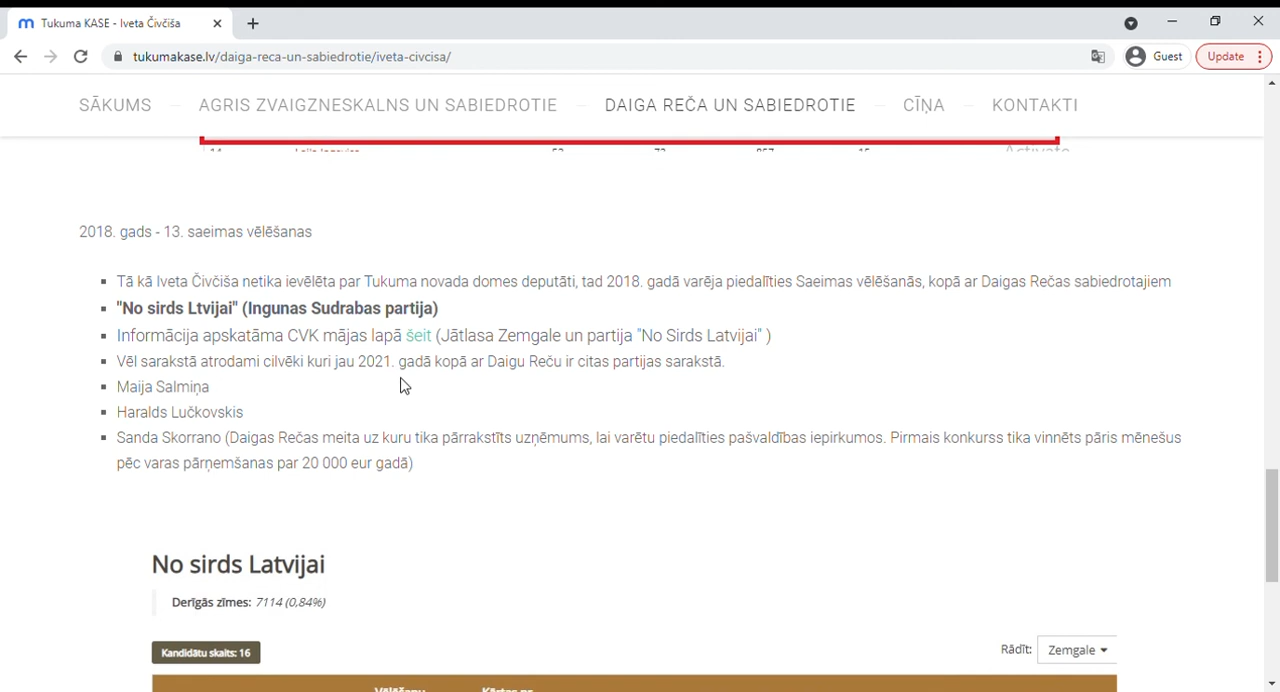 Tukuma KASE - Iveta Čivčiša
tukumakase.lv/daiga-reca-un-sabiedrotie/iveta-civcisa/
Guest
Update
SĀKUMS
AGRIS ZVAIGZNESKALNS UN SABIEDROTIE
DAIGA REČA UN SABIEDROTIE
CĪŅA
KONTAKTI
2018. gads - 13. saeimas vēlēšanas
Tā kā Iveta Čivčiša netika ievēlēta par Tukuma novada domes deputāti, tad 2018. gadā varēja piedalīties Saeimas vēlēšanās, kopā ar Daigas Rečas sabiedrotajiem
"No sirds Ltvijai" (Ingunas Sudrabas partija)
Informācija apskatāma CVK mājas lapā šeit (Jātlasa Zemgale un partija "No Sirds Latvijai" )
Vēl sarakstā atrodami cilvēki kuri jau 2021. gadā kopā ar Daigu Reču ir citas partijas sarakstā.
Maija Salmiņa
Haralds Lučkovskis
Sanda Skorrano (Daigas Rečas meita uz kuru tika pārrakstīts uzņēmums, lai varētu piedalīties pašvaldības iepirkumos. Pirmais konkurss tika vinnēts pāris mēnešus
pēc varas pārņemšanas par 20 000 eur gadā)
No sirds Latvijai
Derīgās zīmes: 7114 (0,84%)
Kandidātu skaits: 16
Rādīt: Zemgale